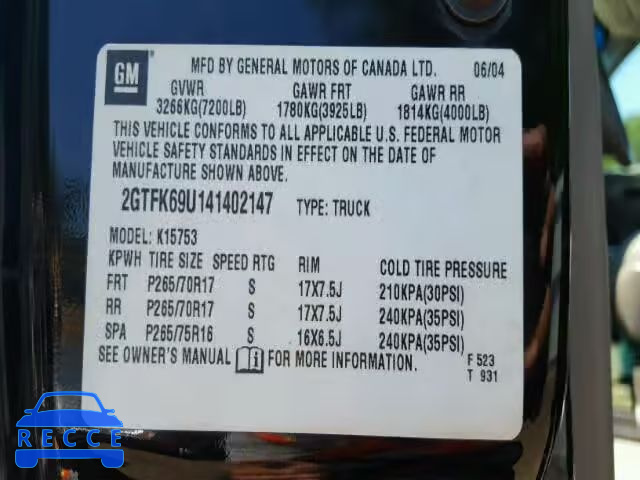 GM
MFD BY GENERAL MOTORS OF CANADA LTD. 06/04
GVWR GAWR FRT GAWR RR
3266KG(7200LB) 1780KG(3925LB) 1814KG(4000LB)
THIS VEHICLE CONFORMS TO ALL APPLICABLE U.S. FEDERAL MOTOR
VEHICLE SAFETY STANDARDS IN EFFECT ON THE DATE OF
MANUFACTURE SHOWN ABOVE.
2GTFK69U141402147 TYPE: TRUCK
MODEL: K15753
KPWH TIRE SIZE SPEED RTG RIM COLD TIRE PRESSURE
FRT P265/70R17 S 17X7.5J 210KPA(30PSI)
RR P265/70R17 S 17X7.5J 240KPA(35PSI)
SPA P265/75R16 S 16X6.5J 240KPA(35PSI)
SEE OWNER'S MANUAL FOR MORE INFORMATION.
F 523
T 931
RECCE